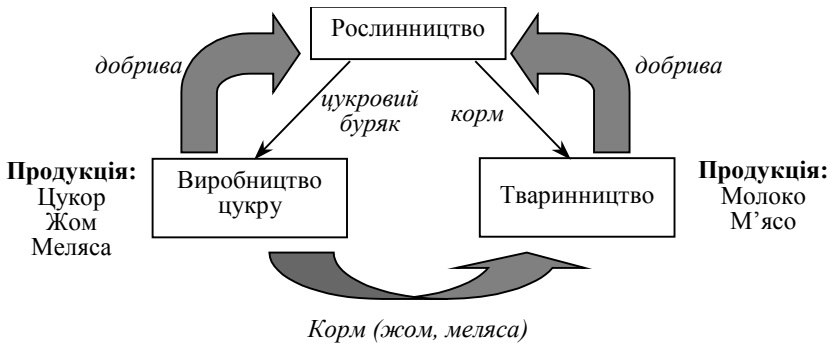 Рослинництво
добрива
добрива
цукровий
буряк
корм
Продукція:
Цукор
Жом
Меляса
Виробництво
цукру
Тваринництво
Продукція:
Молоко
М’ясо
Корм (жом, меляса)